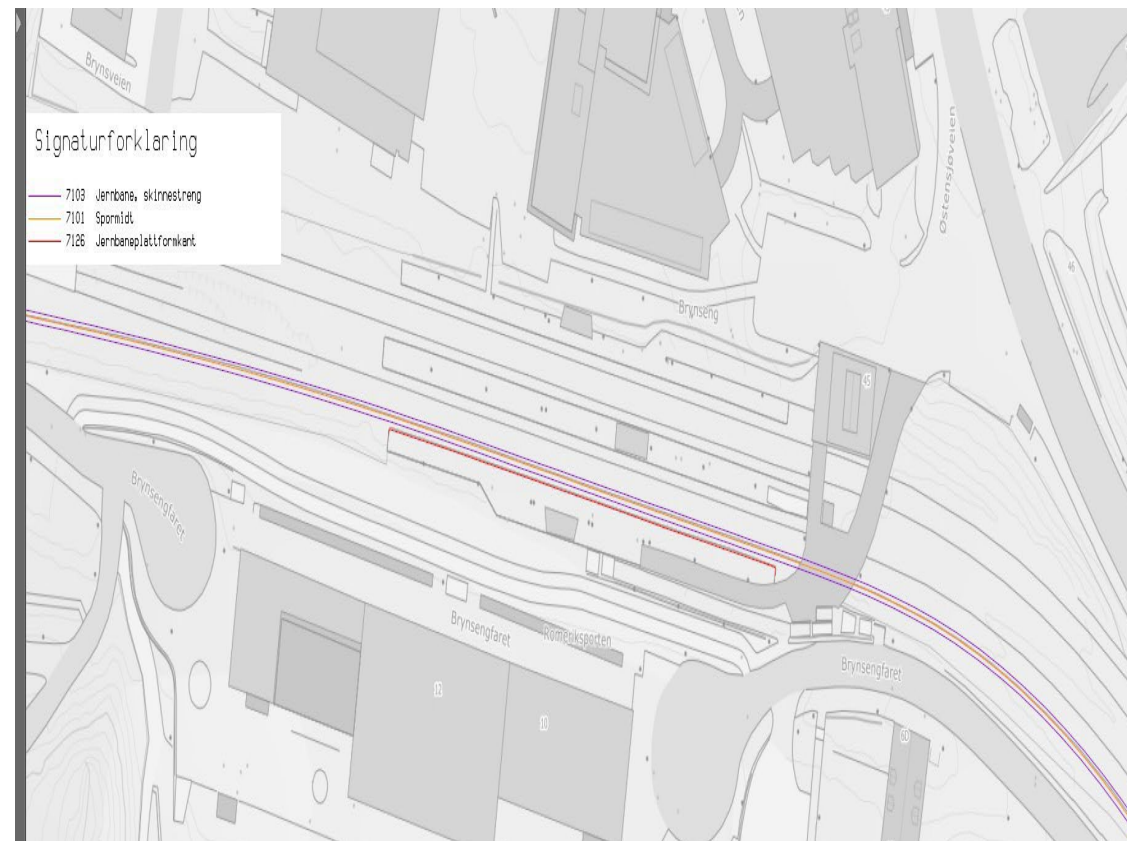 Brynsveien
Signaturforklaring
7103 Jernbane, skinnestreng
7101 Spormidt
7126 Jernbaneplattformkant
Østensjøveien
46
Brynseng
45
Brynsengfaret
Brynsengfaret
Romeriksporten
12
10
Brynsengfaret
60